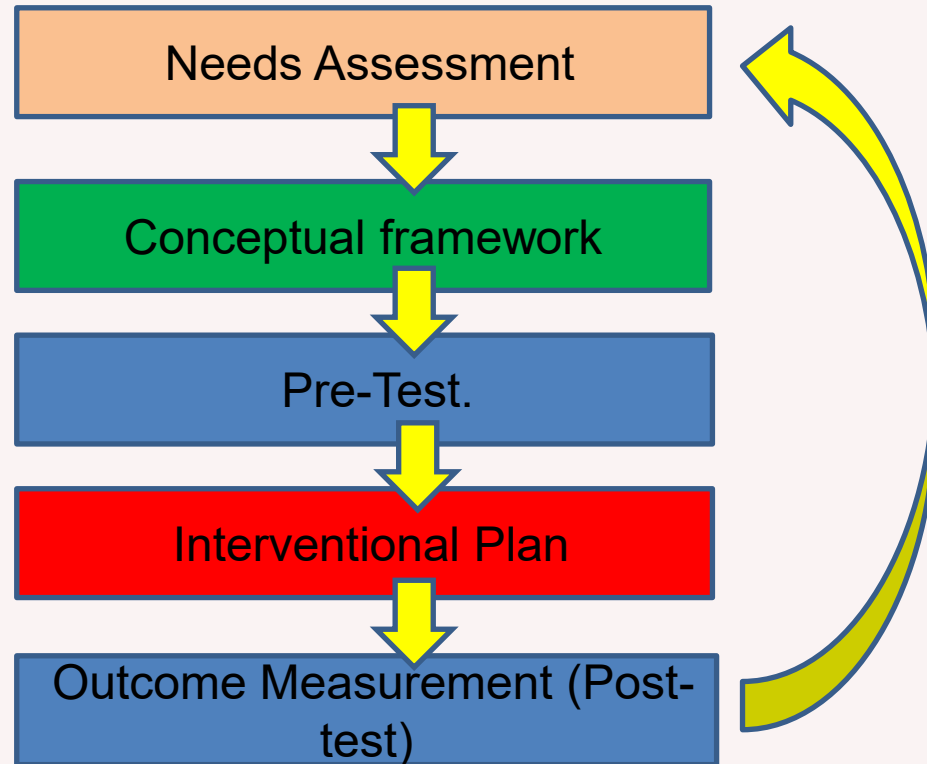 Needs Assessment
Conceptual framework
Pre-Test.
Interventional Plan
Outcome Measurement (Post-
test)